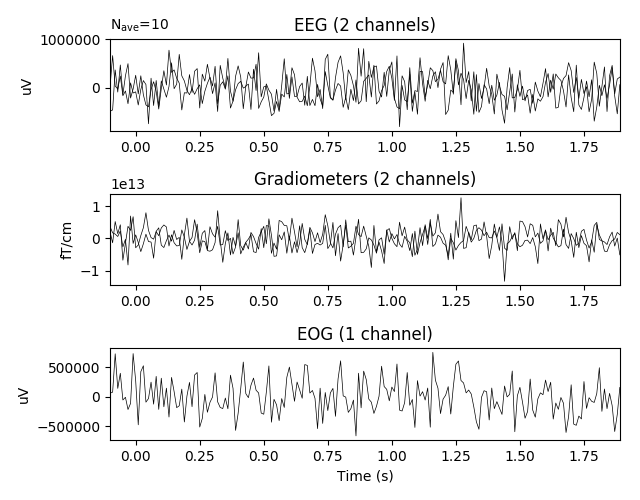 N_ave=10
EEG (2 channels)
1000000
0
uV
0.00 0.25 0.50 0.75 1.00 1.25 1.50 1.75
1e13
Gradiometers (2 channels)
1
0
−1
fT/cm
0.00 0.25 0.50 0.75 1.00 1.25 1.50 1.75
EOG (1 channel)
500000
0
−500000
uV
0.00 0.25 0.50 0.75 1.00 1.25 1.50 1.75
Time (s)